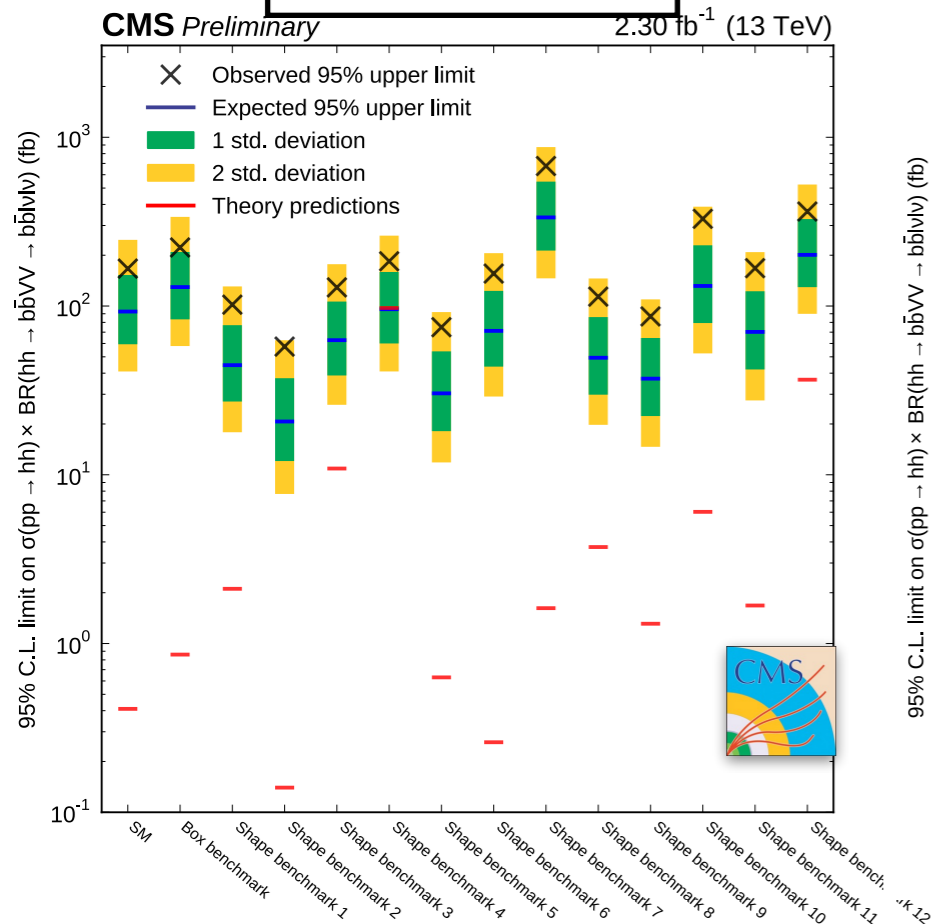 CMS Preliminary 2.30 fb⁻¹ (13 TeV)
Observed 95% upper limit
Expected 95% upper limit
1 std. deviation
2 std. deviation
Theory predictions
95% C.L. limit on σ(pp → hh) × BR(hh → bb̄VV → bb̄lνlν) (fb)
10³
10²
10¹
10⁰
10⁻¹
SM
Box benchmark
Shape benchmark 1
Shape benchmark 2
Shape benchmark 3
Shape benchmark 4
Shape benchmark 5
Shape benchmark 6
Shape benchmark 7
Shape benchmark 8
Shape benchmark 9
Shape benchmark 10
Shape benchmark 11
Shape 12
CMS
95% C.L. limit on σ(pp → hh) × BR(hh → bb̄VV → bb̄lνlν) (fb)